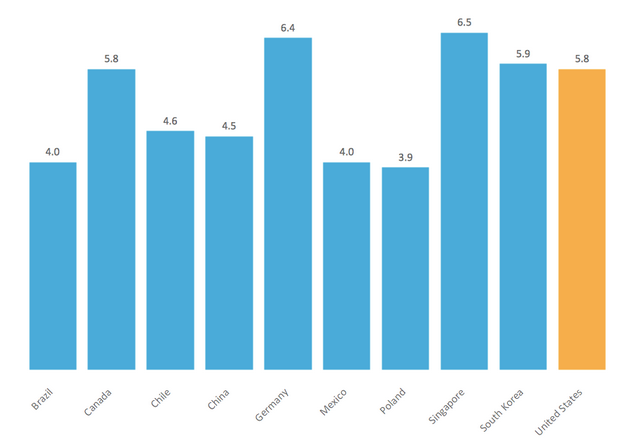 4.0
5.8
4.6
4.5
6.4
4.0
3.9
6.5
5.9
5.8
Brazil
Canada
Chile
China
Germany
Mexico
Poland
Singapore
South Korea
United States